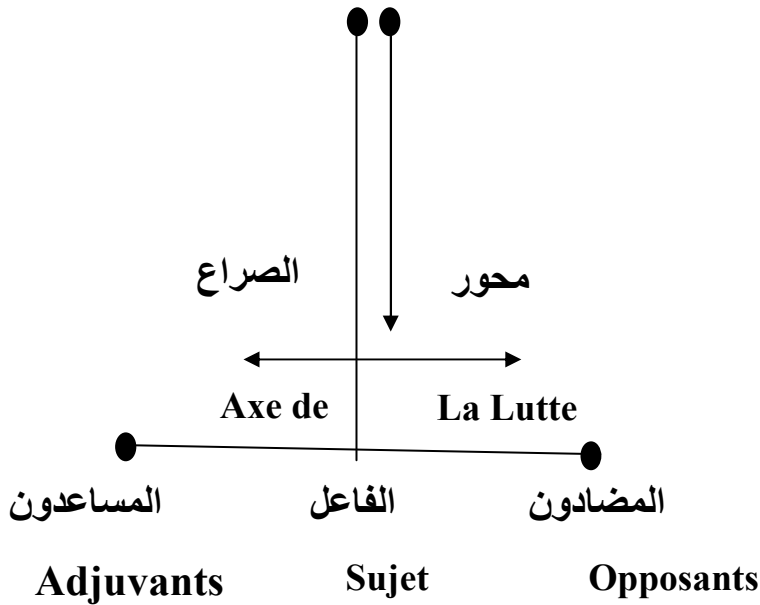 محور الصراع
Axe de La Lutte
المساعدون الفاعل المضادون
Adjuvants Sujet Opposants